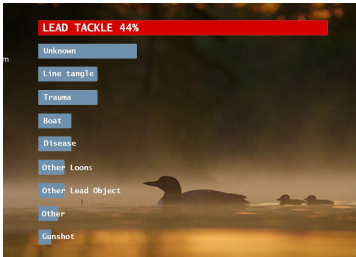 LEAD TACKLE 44%
Unknown
m
Line tangle
Trauma
Boat
Disease
Other Loons
Other Lead Object
Other
Gunshot